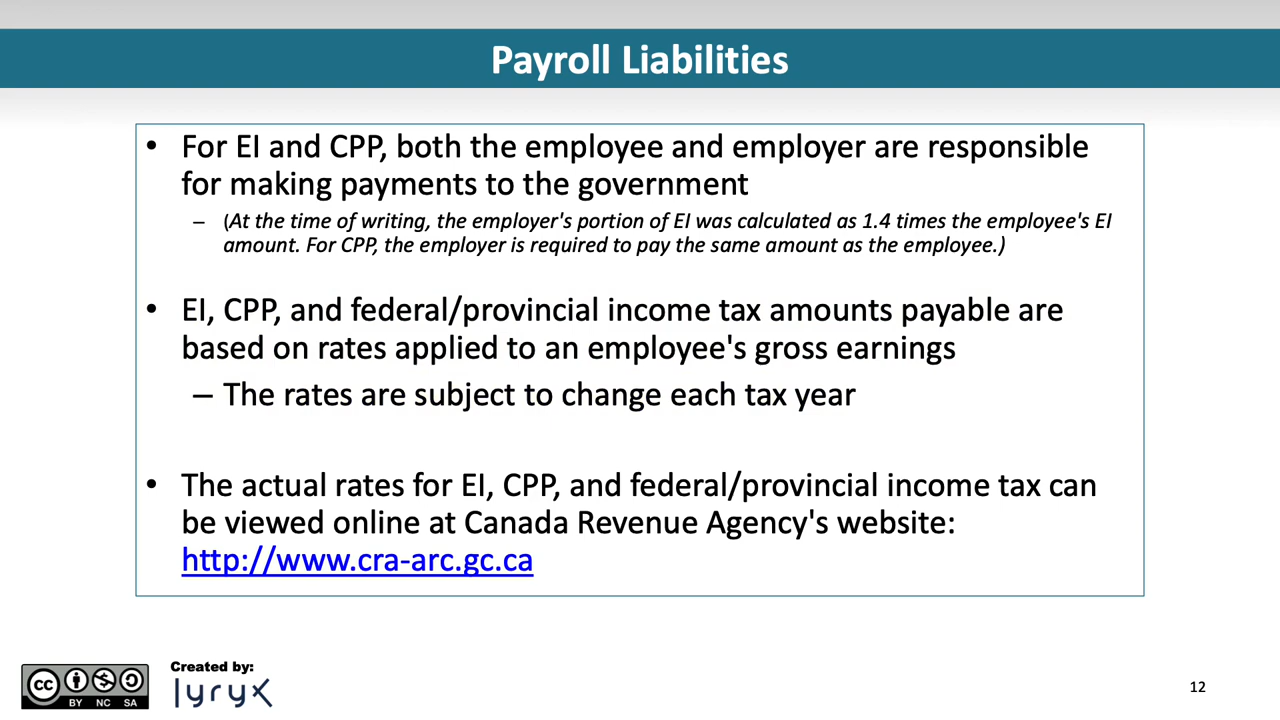 Payroll Liabilities
• For EI and CPP, both the employee and employer are responsible
for making payments to the government
– (At the time of writing, the employer's portion of EI was calculated as 1.4 times the employee's EI
amount. For CPP, the employer is required to pay the same amount as the employee.)
• EI, CPP, and federal/provincial income tax amounts payable are
based on rates applied to an employee's gross earnings
– The rates are subject to change each tax year
• The actual rates for EI, CPP, and federal/provincial income tax can
be viewed online at Canada Revenue Agency's website:
http://www.cra-arc.gc.ca
cc
BY NC SA
Created by:
lyryx
12